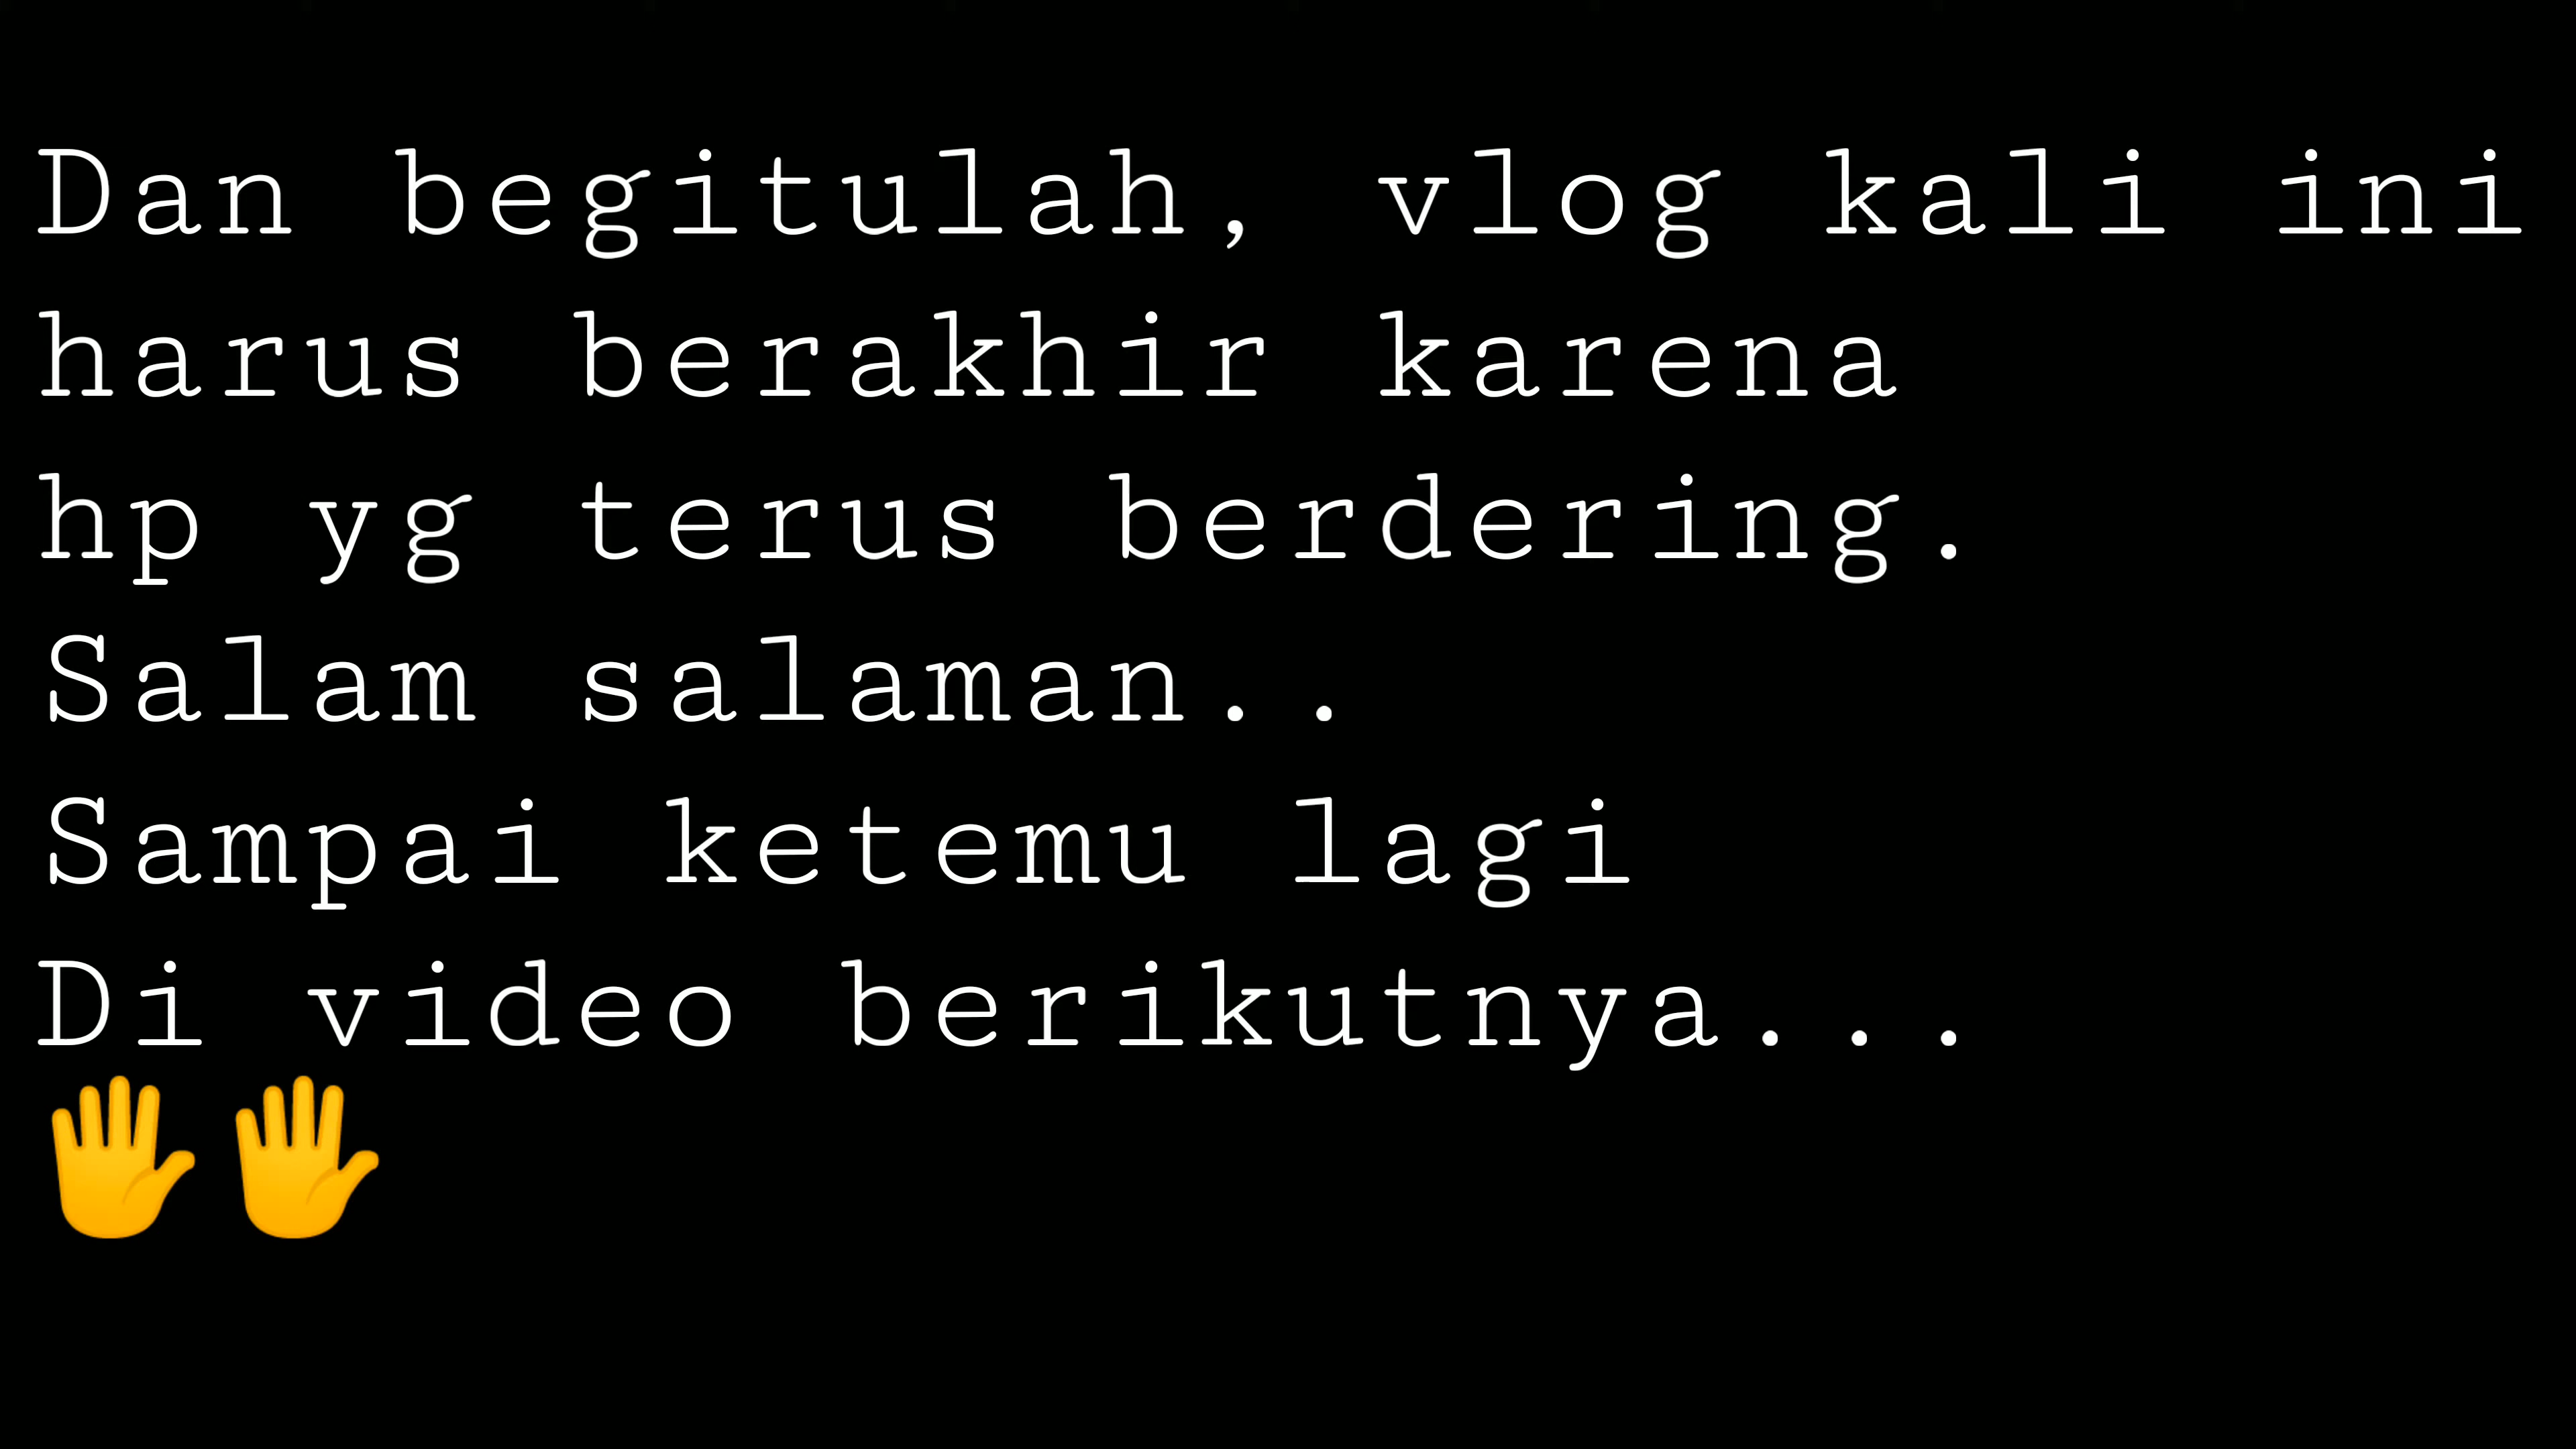 Dan begitulah, vlog kali ini
harus berakhir karena
hp yg terus berdering.
Salam salaman..
Sampai ketemu lagi
Di video berikutnya...
🖐🖐